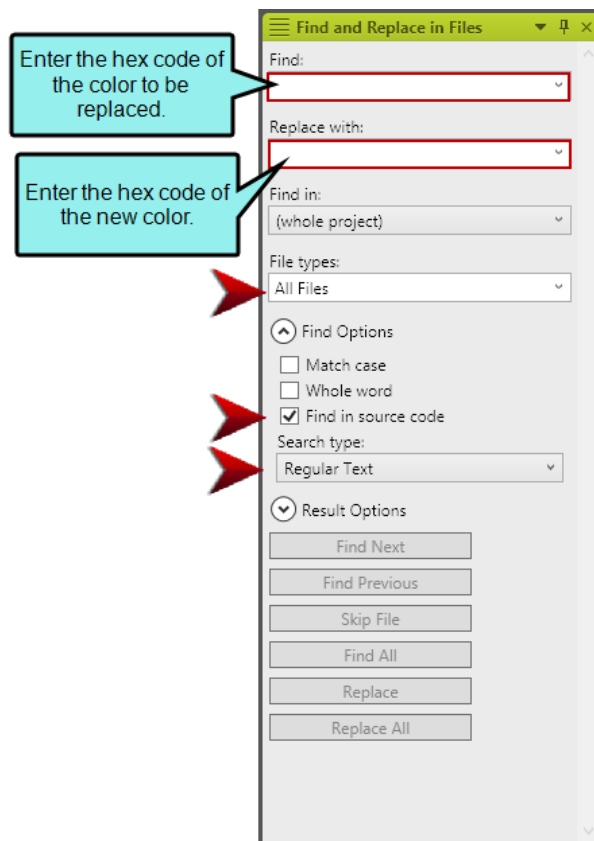 Find and Replace in Files
Enter the hex code of
the color to be
replaced.
Find:
Replace with:
Enter the hex code of
the new color.
Find in:
(whole project)
File types:
All Files
Find Options
Match case
Whole word
Find in source code
Search type:
Regular Text
Result Options
Find Next
Find Previous
Skip File
Find All
Replace
Replace All